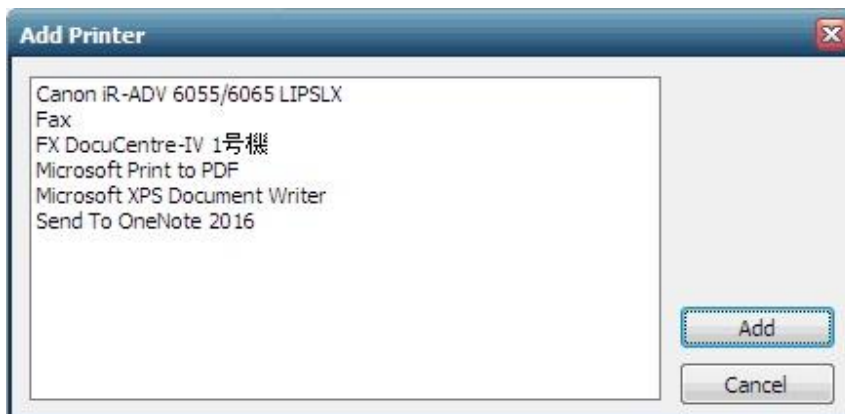 Add Printer
Canon iR-ADV 6055/6065 LIPSLX
Fax
FX DocuCentre-IV 1号機
Microsoft Print to PDF
Microsoft XPS Document Writer
Send To OneNote 2016
Add
Cancel